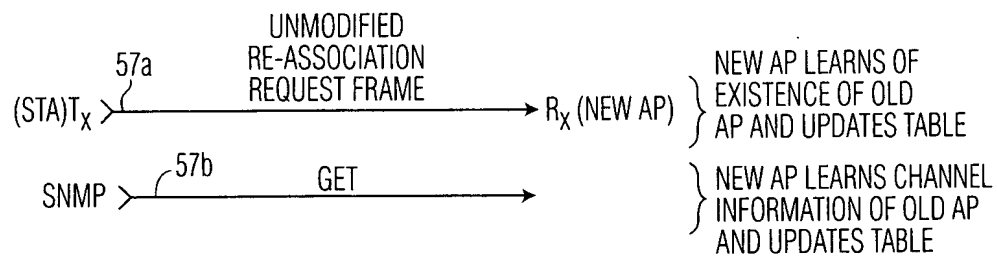 UNMODIFIED
RE-ASSOCIATION
REQUEST FRAME
57a
(STA)TX
RX (NEW AP)
NEW AP LEARNS OF
EXISTENCE OF OLD
AP AND UPDATES TABLE
57b
SNMP
GET
NEW AP LEARNS CHANNEL
INFORMATION OF OLD AP
AND UPDATES TABLE